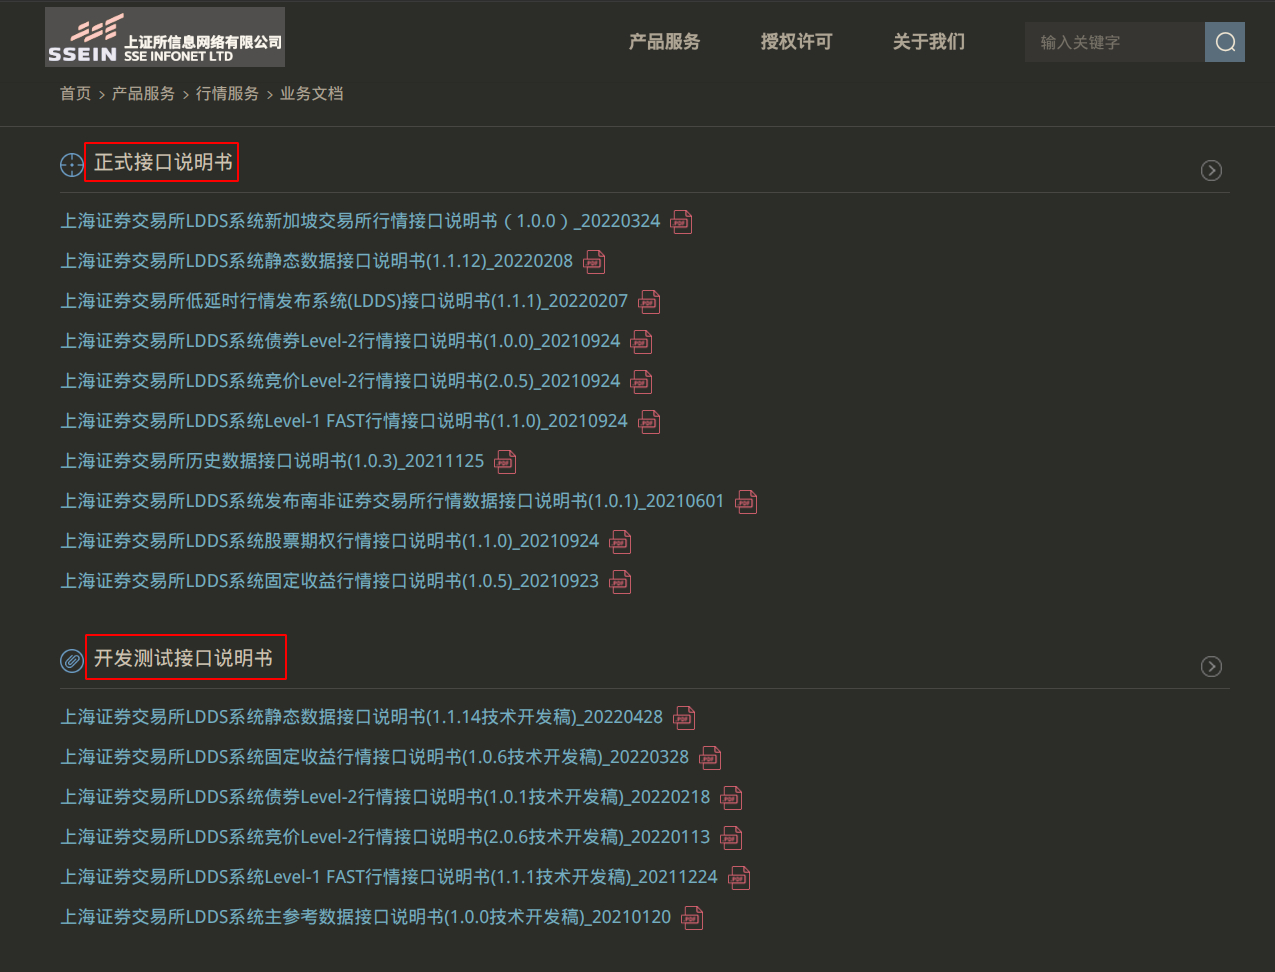 SSEIN 上证所信息网络有限公司
SSE INFONET LTD
产品服务 授权许可 关于我们 输入关键字
首页 > 产品服务 > 行情服务 > 业务文档
正式接口说明书
上海证券交易所LDDS系统新加坡交易所行情接口说明书（1.0.0）_20220324
上海证券交易所LDDS系统静态数据接口说明书(1.1.12)_20220208
上海证券交易所低延时行情发布系统(LDDS)接口说明书(1.1.1)_20220207
上海证券交易所LDDS系统债券Level-2行情接口说明书(1.0.0)_20210924
上海证券交易所LDDS系统竞价Level-2行情接口说明书(2.0.5)_20210924
上海证券交易所LDDS系统Level-1 FAST行情接口说明书(1.1.0)_20210924
上海证券交易所历史数据接口说明书(1.0.3)_20211125
上海证券交易所LDDS系统发布南非证券交易所行情数据接口说明书(1.0.1)_20210601
上海证券交易所LDDS系统股票期权行情接口说明书(1.1.0)_20210924
上海证券交易所LDDS系统固定收益行情接口说明书(1.0.5)_20210923
开发测试接口说明书
上海证券交易所LDDS系统静态数据接口说明书(1.1.14技术开发稿)_20220428
上海证券交易所LDDS系统固定收益行情接口说明书(1.0.6技术开发稿)_20220328
上海证券交易所LDDS系统债券Level-2行情接口说明书(1.0.1技术开发稿)_20220218
上海证券交易所LDDS系统竞价Level-2行情接口说明书(2.0.6技术开发稿)_20220113
上海证券交易所LDDS系统Level-1 FAST行情接口说明书(1.1.1技术开发稿)_20211224
上海证券交易所LDDS系统主参考数据接口说明书(1.0.0技术开发稿)_20210120